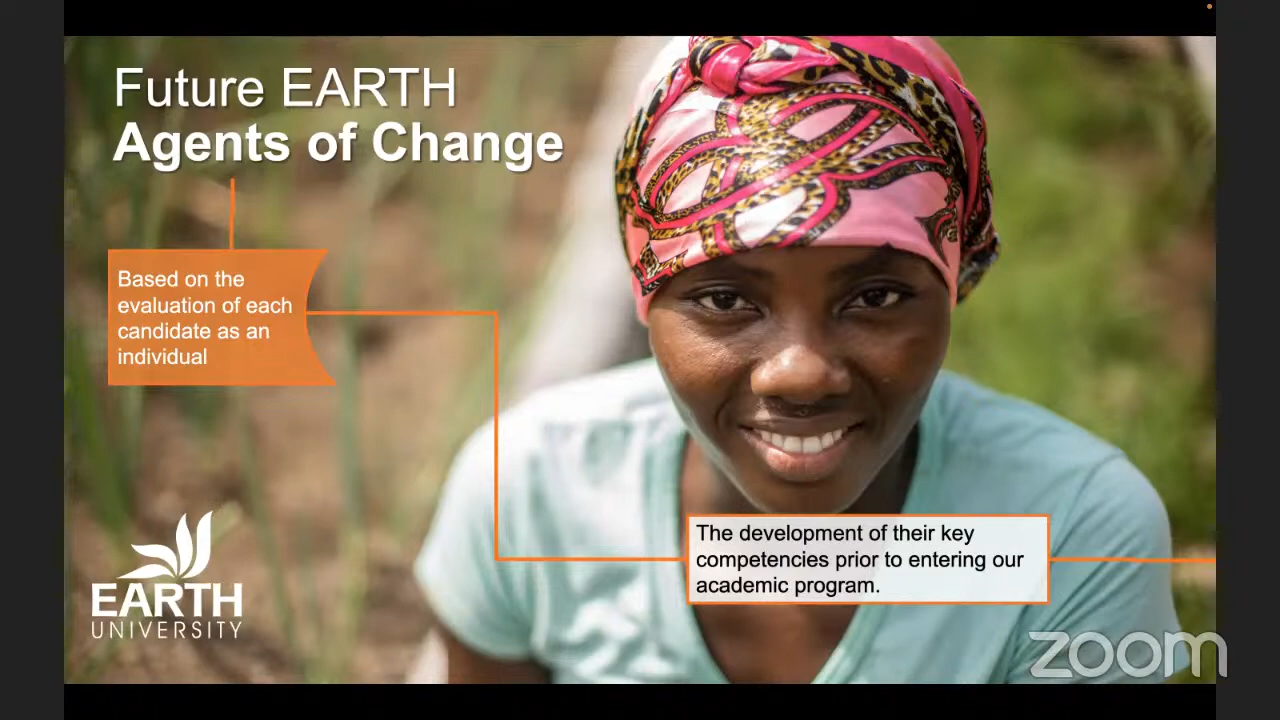 Future EARTH
Agents of Change
Based on the
evaluation of each
candidate as an
individual
The development of their key
competencies prior to entering our
academic program.
EARTH
UNIVERSITY
zoom